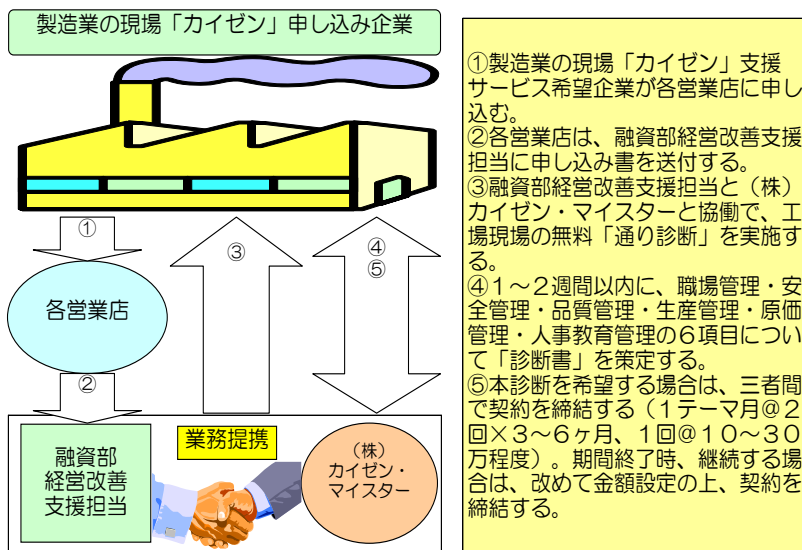 製造業の現場「カイゼン」申し込み企業
①
③
④
⑤
各営業店
②
融資部
経営改善
支援担当
業務提携
（株）
カイゼン・
マイスター
①製造業の現場「カイゼン」支援
サービス希望企業が各営業店に申し
込む。
②各営業店は、融資部経営改善支援
担当に申し込み書を送付する。
③融資部経営改善支援担当と（株）
カイゼン・マイスターと協働で、工
場現場の無料「通り診断」を実施す
る。
④１～２週間以内に、職場管理・安
全管理・品質管理・生産管理・原価
管理・人事教育管理の６項目につい
て「診断書」を策定する。
⑤本診断を希望する場合は、三者間
で契約を締結する（１テーマ月＠２
回×３～６ヶ月、１回＠１０～３０
万程度）。期間終了時、継続する場
合は、改めて金額設定の上、契約を
締結する。